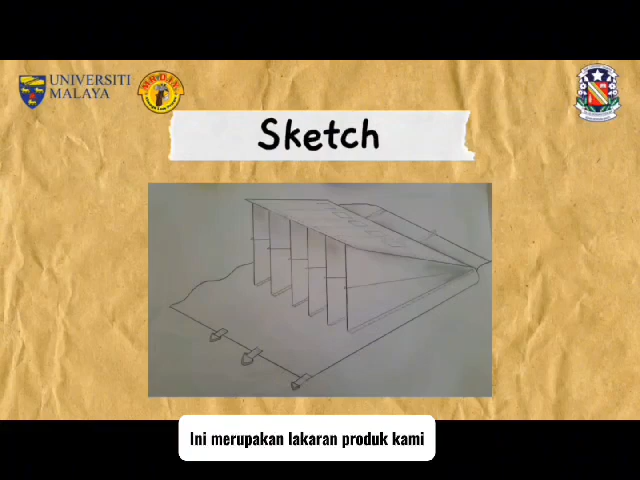 UNIVERSITI
MALAYA
Sketch
Ini merupakan lakaran produk kami